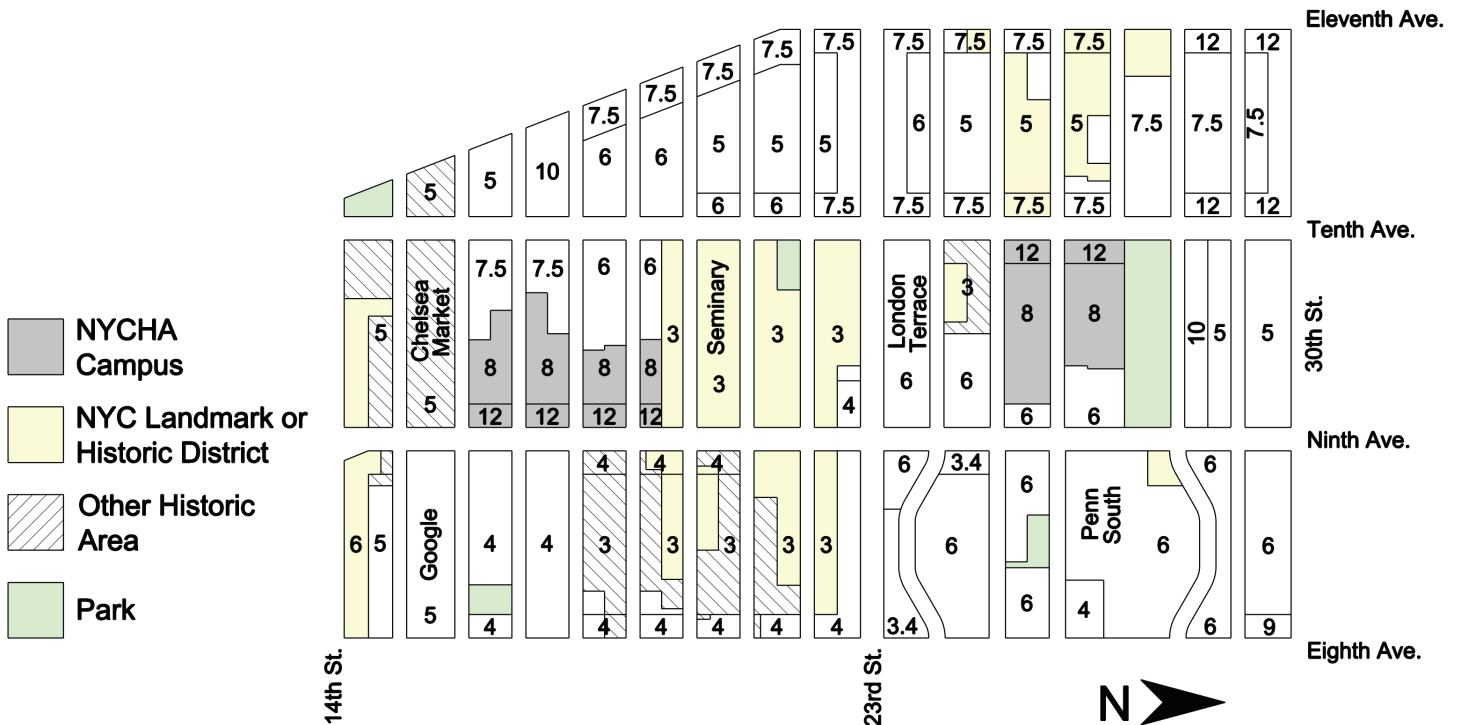 Eleventh Ave.
7.5 7.5 7.5 7.5 7.5 7.5 12 12
7.5
7.5
7.5
7.5
5 5 10 6 6 5 5 5 6 5 5 5 7.5 7.5 7.5
6 6 7.5 7.5 7.5 7.5 7.5 12 12
Tenth Ave.
7.5 7.5 6 6 12 12
Chelsea
Market
Seminary
London
Terrace
3
8 8
5 3 3 3 10 5 5
30th St.
8 8 8 8 3 6 6
5 12 12 12 12 4 6 6
Ninth Ave.
4 4 4 6 3.4 6 6
Google
Penn
South
6 5 4 4 3 3 3 3 3 6 6 6
5 4 4 4 4 4 4 3.4 6 4 6 9
Eighth Ave.
14th St.
23rd St.
N
NYCHA
Campus
NYC Landmark or
Historic District
Other Historic
Area
Park